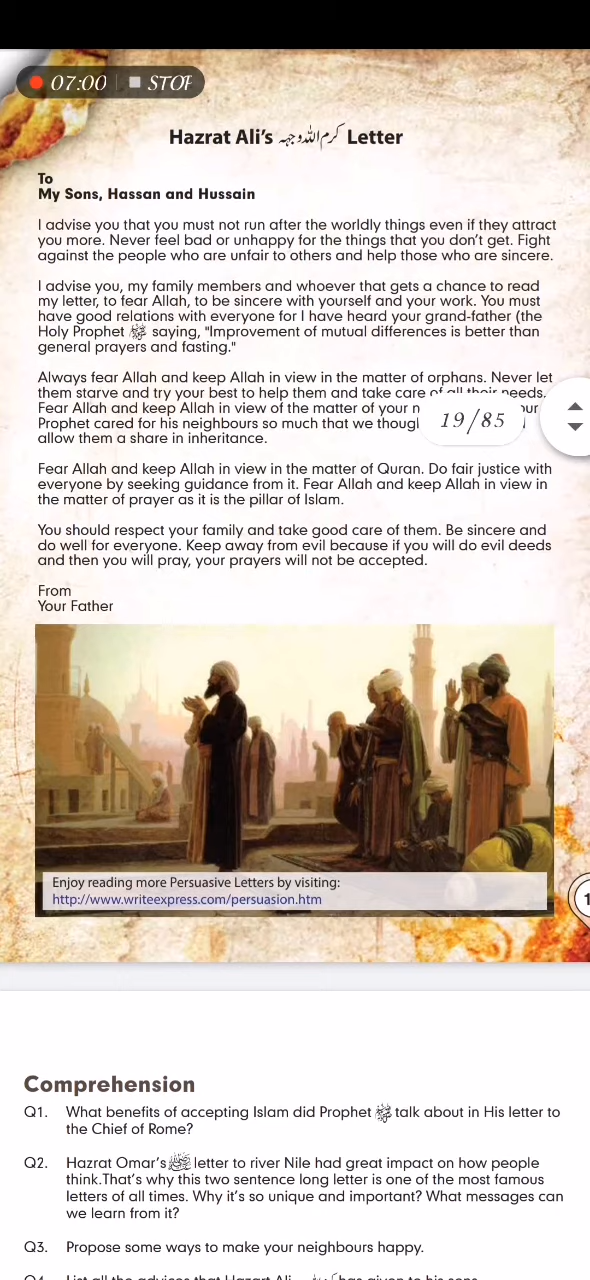 07:00 STOP
Hazrat Ali's کرم اللہ وجہہ Letter
To
My Sons, Hassan and Hussain
I advise you that you must not run after the worldly things even if they attract
you more. Never feel bad or unhappy for the things that you don't get. Fight
against the people who are unfair to others and help those who are sincere.
I advise you, my family members and whoever that gets a chance to read
my letter, to fear Allah, to be sincere with yourself and your work. You must
have good relations with everyone for I have heard your grand-father (the
Holy Prophet ﷺ saying, "Improvement of mutual differences is better than
general prayers and fasting."
Always fear Allah and keep Allah in view in the matter of orphans. Never let
them starve and try your best to help them and take care of all their needs.
Fear Allah and keep Allah in view of the matter of your
Prophet cared for his neighbours so much that we
allow them a share in inheritance.
19/85
Fear Allah and keep Allah in view in the matter of Quran. Do fair justice with
everyone by seeking guidance from it. Fear Allah and keep Allah in view in
the matter of prayer as it is the pillar of Islam.
You should respect your family and take good care of them. Be sincere and
do well for everyone. Keep away from evil because if you will do evil deeds
and then you will pray, your prayers will not be accepted.
From
Your Father
Enjoy reading more Persuasive Letters by visiting:
http://www.writeexpress.com/persuasion.htm
Comprehension
Q1. What benefits of accepting Islam did Prophet ﷺ talk about in His letter to
the Chief of Rome?
Q2. Hazrat Omar's letter to river Nile had great impact on how people
think.That's why this two sentence long letter is one of the most famous
letters of all times. Why it's so unique and important? What messages can
we learn from it?
Q3. Propose some ways to make your neighbours happy.